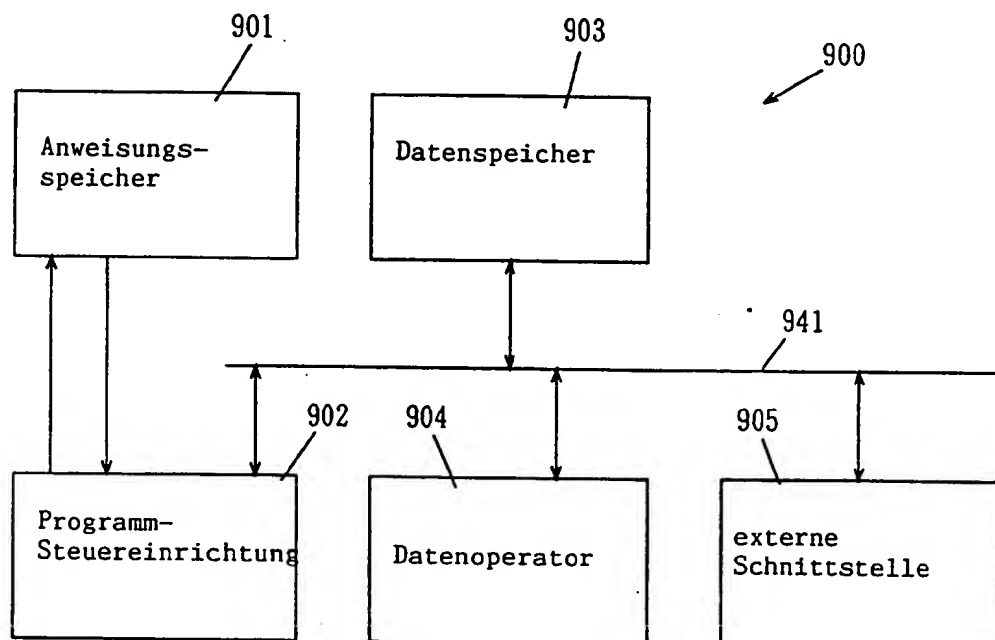 901
903
900
Anweisungs-
speicher
Datenspeicher
941
902
904
905
Programm-
Steuereinrichtung
Datenoperator
externe
Schnittstelle